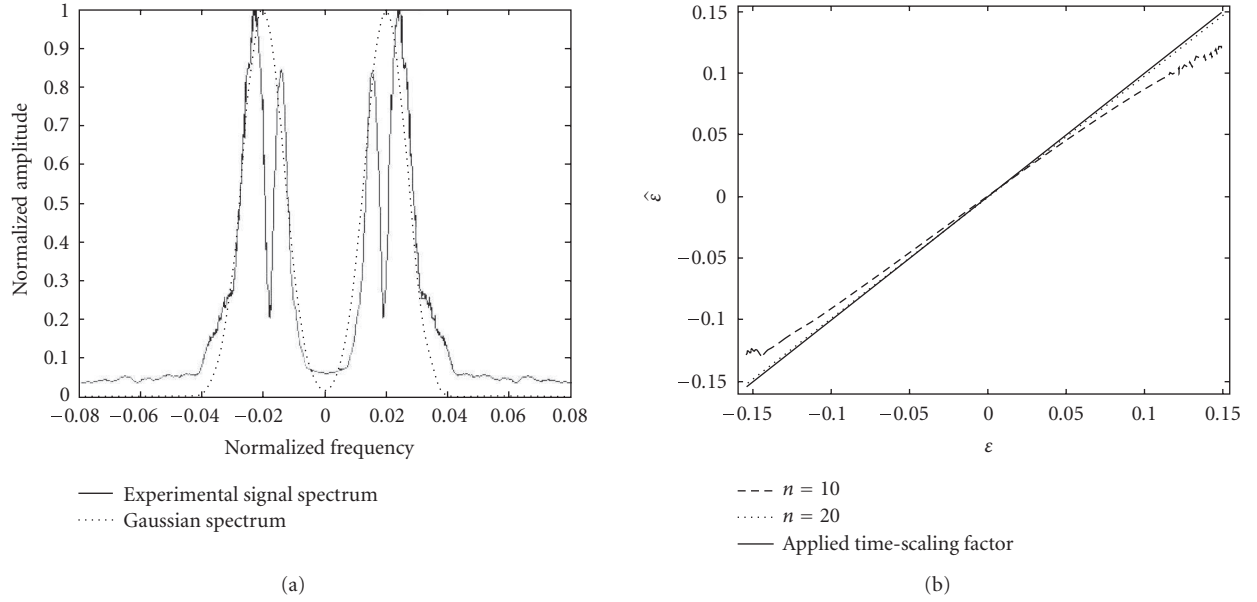 1
0.9
0.8
0.7
0.6
0.5
0.4
0.3
0.2
0.1
0
Normalized amplitude
−0.08 −0.06 −0.04 −0.02 0 0.02 0.04 0.06 0.08
Normalized frequency
Experimental signal spectrum
Gaussian spectrum
(a)
0.15
0.1
0.05
0
−0.05
−0.1
−0.15
ε̂
−0.15 −0.1 −0.05 0 0.05 0.1 0.15
ε
n = 10
n = 20
Applied time-scaling factor
(b)